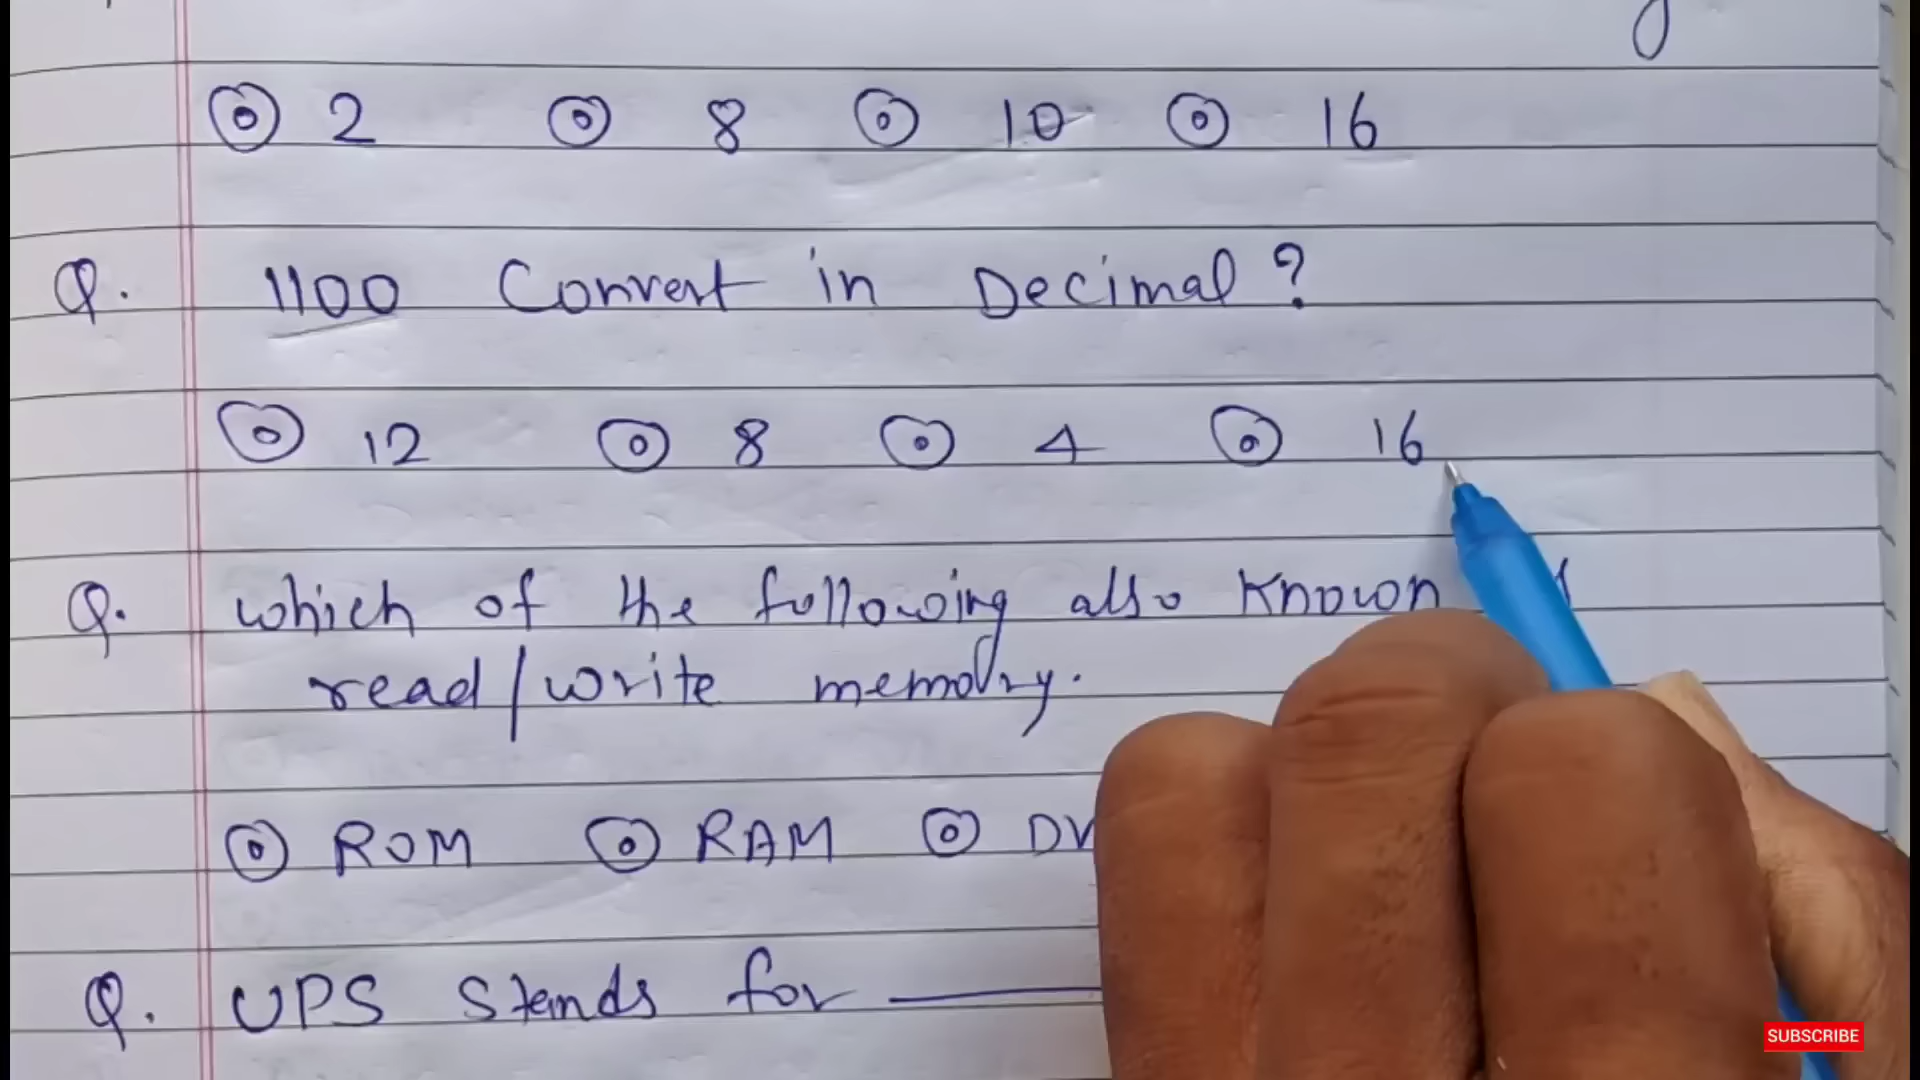 ⊙ 2 ⊙ 8 ⊙ 10 ⊙ 16
Q. 1100 Convert in Decimal?
⊙ 12 ⊙ 8 ⊙ 4 ⊙ 16
Q. which of the following also known
read/write memory.
⊙ ROM ⊙ RAM ⊙
Q. UPS stands for
SUBSCRIBE